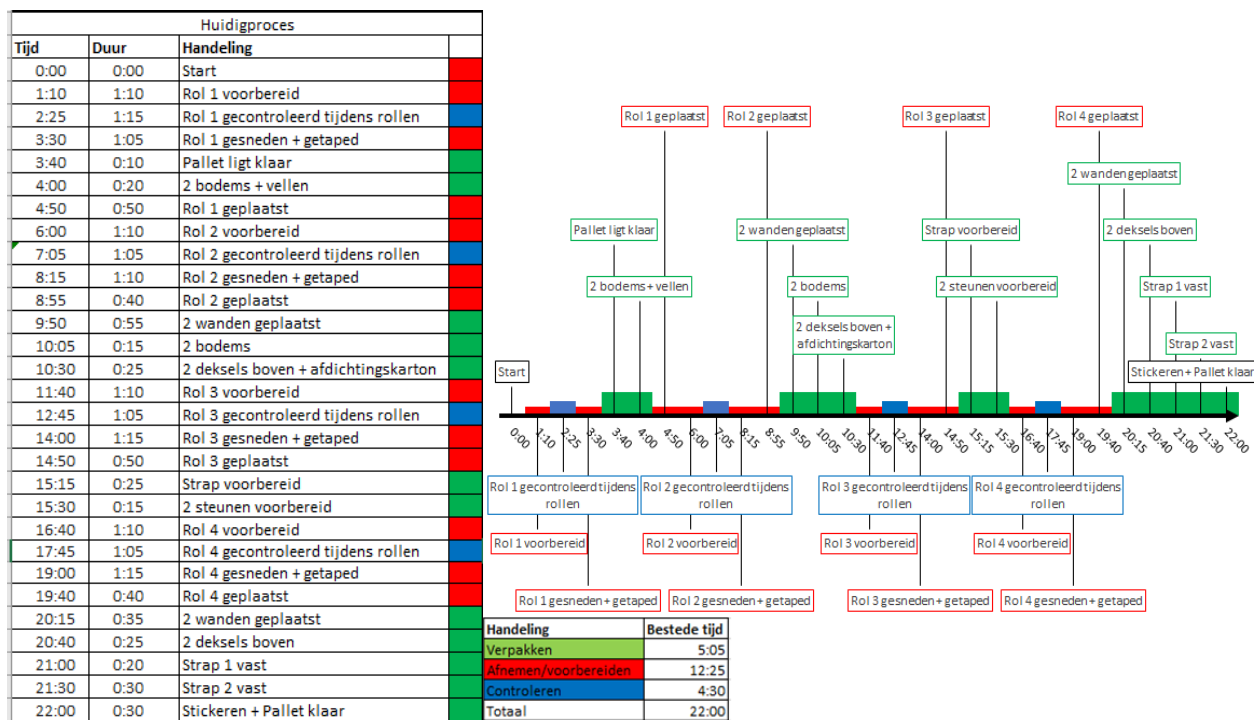 Huidigproces
Tijd Duur Handeling
0:00 0:00 Start
1:10 1:10 Rol 1 voorbereid
2:25 1:15 Rol 1 gecontroleerd tijdens rollen
3:30 1:05 Rol 1 gesneden + getaped
3:40 0:10 Pallet ligt klaar
4:00 0:20 2 bodems + vellen
4:50 0:50 Rol 1 geplaatst
6:00 1:10 Rol 2 voorbereid
7:05 1:05 Rol 2 gecontroleerd tijdens rollen
8:15 1:10 Rol 2 gesneden + getaped
8:55 0:40 Rol 2 geplaatst
9:50 0:55 2 wanden geplaatst
10:05 0:15 2 bodems
10:30 0:25 2 deksels boven + afdichtingskarton
11:40 1:10 Rol 3 voorbereid
12:45 1:05 Rol 3 gecontroleerd tijdens rollen
14:00 1:15 Rol 3 gesneden + getaped
14:50 0:50 Rol 3 geplaatst
15:15 0:25 Strap voorbereid
15:30 0:15 2 steunen voorbereid
16:40 1:10 Rol 4 voorbereid
17:45 1:05 Rol 4 gecontroleerd tijdens rollen
19:00 1:15 Rol 4 gesneden + getaped
19:40 0:40 Rol 4 geplaatst
20:15 0:35 2 wanden geplaatst
20:40 0:25 2 deksels boven
21:00 0:20 Strap 1 vast
21:30 0:30 Strap 2 vast
22:00 0:30 Stickeren + Pallet klaar
Rol 1 geplaatst Rol 2 geplaatst Rol 3 geplaatst Rol 4 geplaatst
2 wanden geplaatst
Pallet ligt klaar 2 wanden geplaatst Strap voorbereid 2 deksels boven
2 bodems + vellen 2 bodems 2 steunen voorbereid Strap 1 vast
2 deksels boven +
afdichtingskarton
Strap 2 vast
Start Stickeren + Pallet klaar
0:00 1:10 2:25 3:30 3:40 4:00 4:50 6:00 7:05 8:15 8:55 9:50 10:05 10:30 11:40 12:45 14:00 14:50 15:15 15:30 16:40 17:45 19:00 19:40 20:15 20:40 21:00 21:30 22:00
Rol 1 gecontroleerd tijdens
rollen
Rol 2 gecontroleerd tijdens
rollen
Rol 3 gecontroleerd tijdens
rollen
Rol 4 gecontroleerd tijdens
rollen
Rol 1 voorbereid Rol 2 voorbereid Rol 3 voorbereid Rol 4 voorbereid
Rol 1 gesneden + getaped Rol 2 gesneden + getaped Rol 3 gesneden + getaped Rol 4 gesneden + getaped
Handeling Bestede tijd
Verpakken 5:05
Afnemen/voorbereiden 12:25
Controleren 4:30
Totaal 22:00